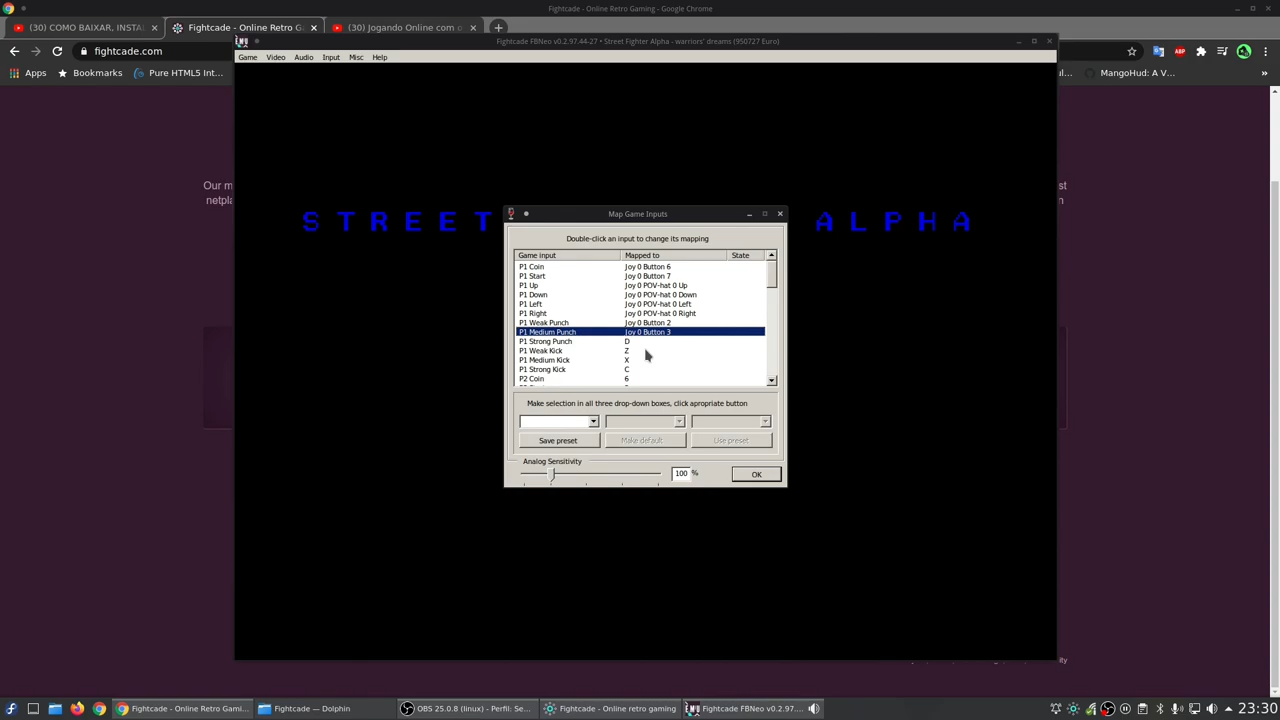 Fightcade - Online Retro Gaming - Google Chrome
(30) COMO BAIXAR, INSTA
Fightcade - Online Retro G
(30) Jogando Online com o
fightcade.com
Fightcade FBNeo v0.2.97.44-27 • Street Fighter Alpha - warriors' dreams (950727 Euro)
Game Video Audio Input Misc Help
Apps
Bookmarks
Pure HTML5 Int...
ABP
MangoHud: A V...
»
Our m
netpla
st
STREET
ALPHA
Map Game Inputs
Double-click an input to change its mapping
Game input Mapped to State
P1 Coin Joy 0 Button 6
P1 Start Joy 0 Button 7
P1 Up Joy 0 POV-hat 0 Up
P1 Down Joy 0 POV-hat 0 Down
P1 Left Joy 0 POV-hat 0 Left
P1 Right Joy 0 POV-hat 0 Right
P1 Weak Punch Joy 0 Button 2
P1 Medium Punch Joy 0 Button 3
P1 Strong Punch D
P1 Weak Kick Z
P1 Medium Kick X
P1 Strong Kick C
P2 Coin 6
Make selection in all three drop-down boxes, click apropriate button
Save preset Make default Use preset
Analog Sensitivity
100 %
OK
Fightcade - Online Retro Gami...
Fightcade — Dolphin
OBS 25.0.8 (linux) - Perfil: Se...
Fightcade - Online retro gaming
Fightcade FBNeo v0.2.97....
23:30